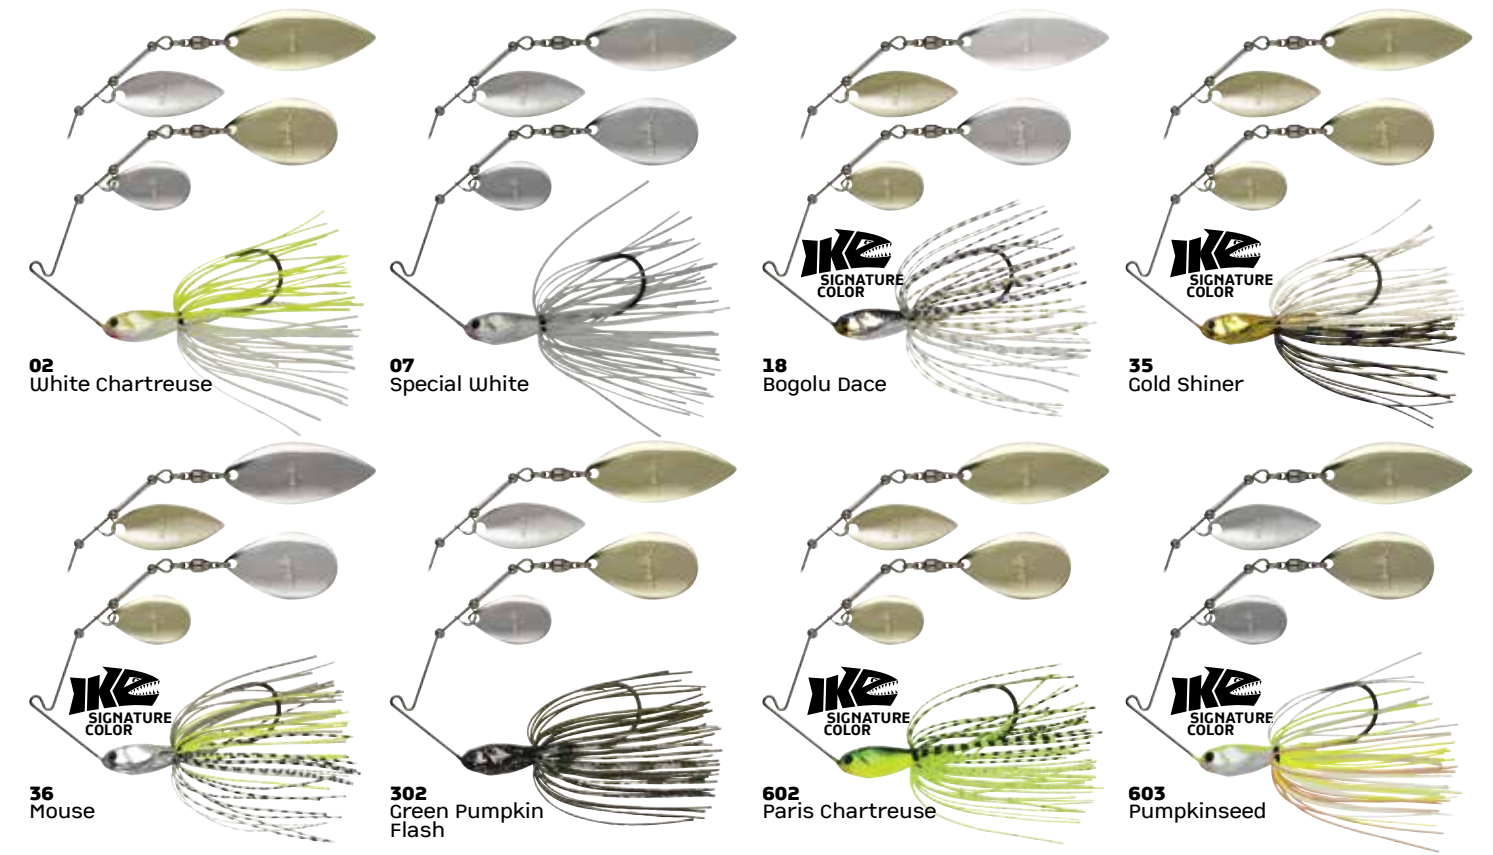 IKE
SIGNATURE
COLOR
IKE
SIGNATURE
COLOR
02
White Chartreuse
07
Special White
18
Bogolu Dace
35
Gold Shiner
IKE
SIGNATURE
COLOR
IKE
SIGNATURE
COLOR
IKE
SIGNATURE
COLOR
36
Mouse
302
Green Pumpkin
Flash
602
Paris Chartreuse
603
Pumpkinseed